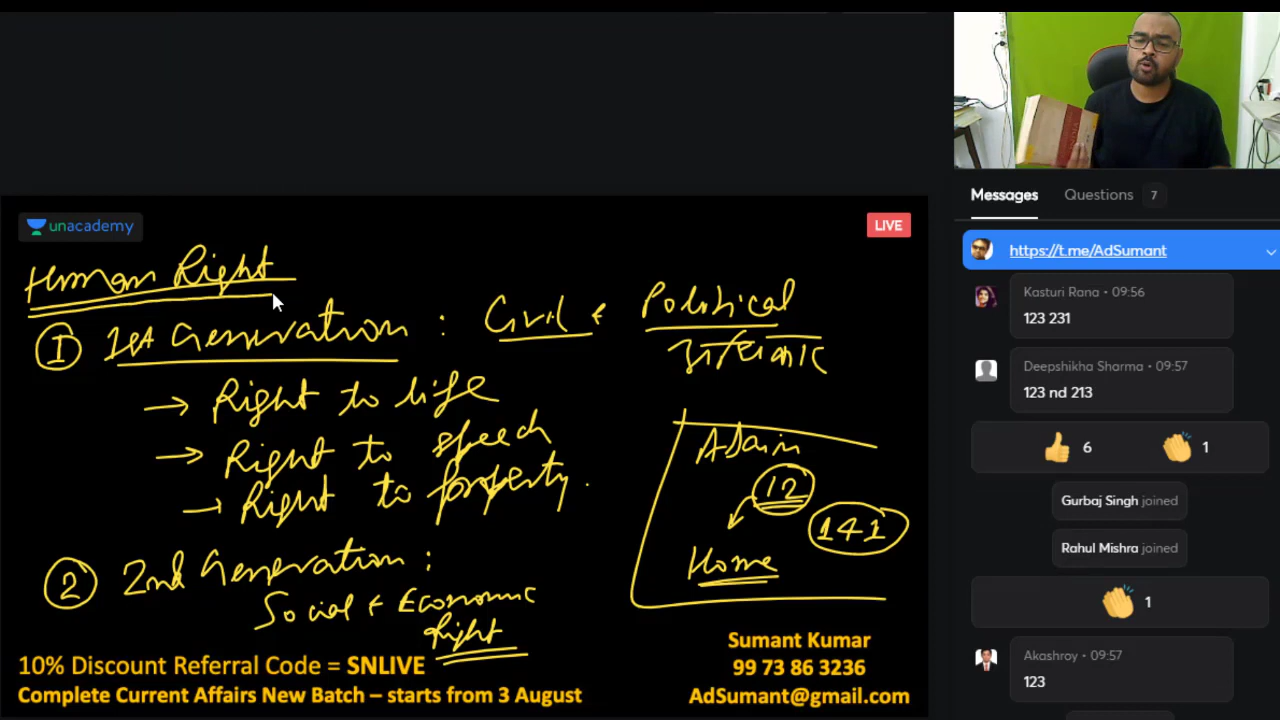 unacademy
LIVE
Human Right
① 1st Generation : Civil & Political
→ Right to life
→ Right to speech
→ Right to property.
Again
12
141
Home
② 2nd Generation :
Social & Economic
Right
10% Discount Referral Code = SNLIVE
Complete Current Affairs New Batch – starts from 3 August
Sumant Kumar
99 73 86 3236
AdSumant@gmail.com
Messages
Questions 7
https://t.me/AdSumant
Kasturi Rana • 09:56
123 231
Deepshikha Sharma • 09:57
123 nd 213
6
1
Gurbaj Singh joined
Rahul Mishra joined
1
Akashroy • 09:57
123